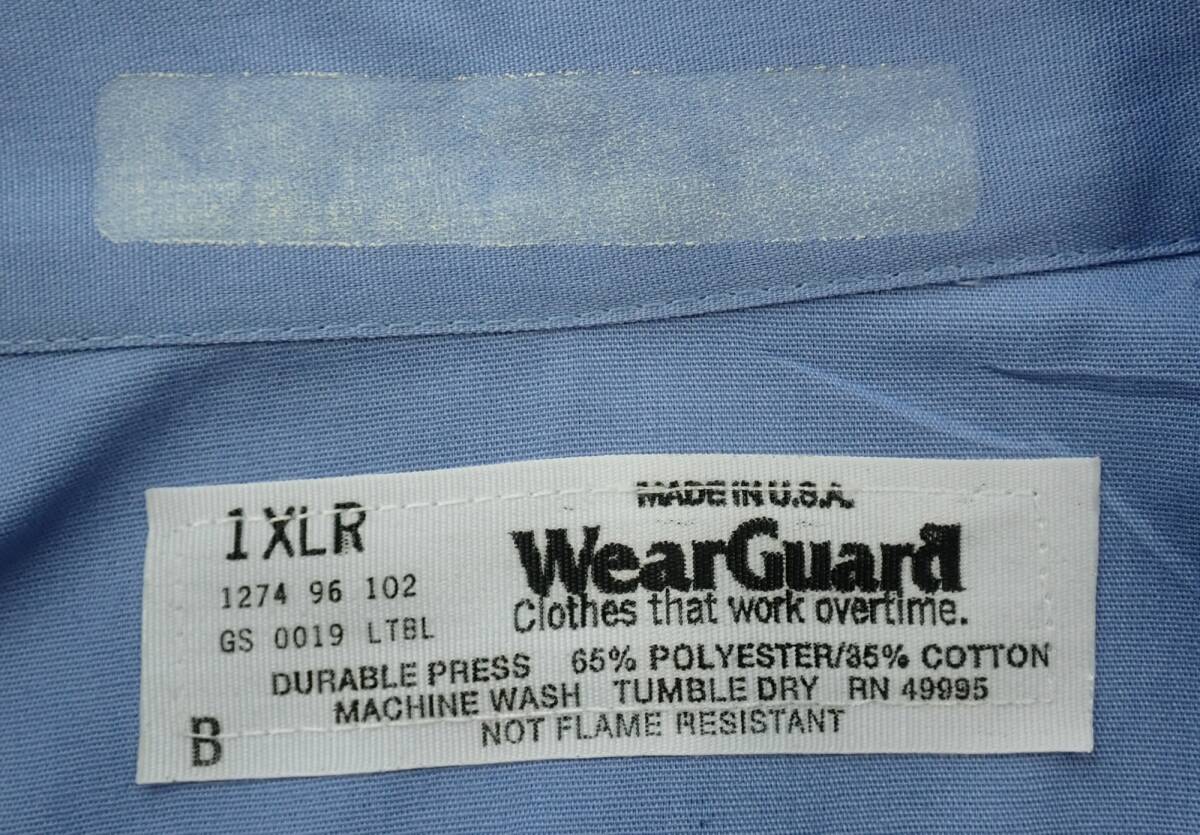 1XLR
1274 96 102
GS 0019 LTBL
MADE IN U.S.A.
WearGuard
Clothes that work overtime.
DURABLE PRESS 65% POLYESTER/35% COTTON
MACHINE WASH TUMBLE DRY RN 49995
NOT FLAME RESISTANT
B